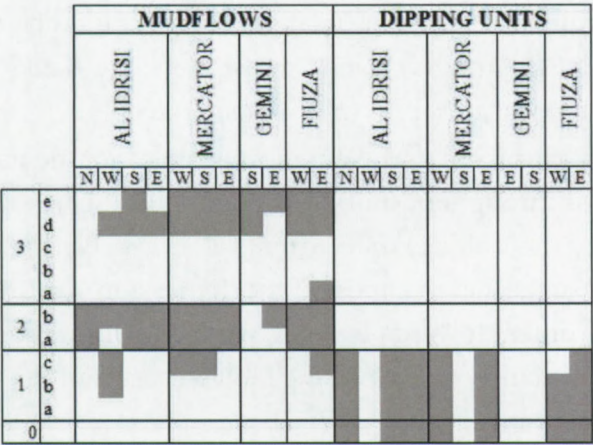 MUDFLOWS DIPPING UNITS
AL IDRISI MERCATOR GEMINI FIUZA AL IDRISI MERCATOR GEMINI FIUZA
N W S E W S E S E W E N W S E W S E E S W E
e
d
3 c
b
a
2 b
a
c
1 b
a
0